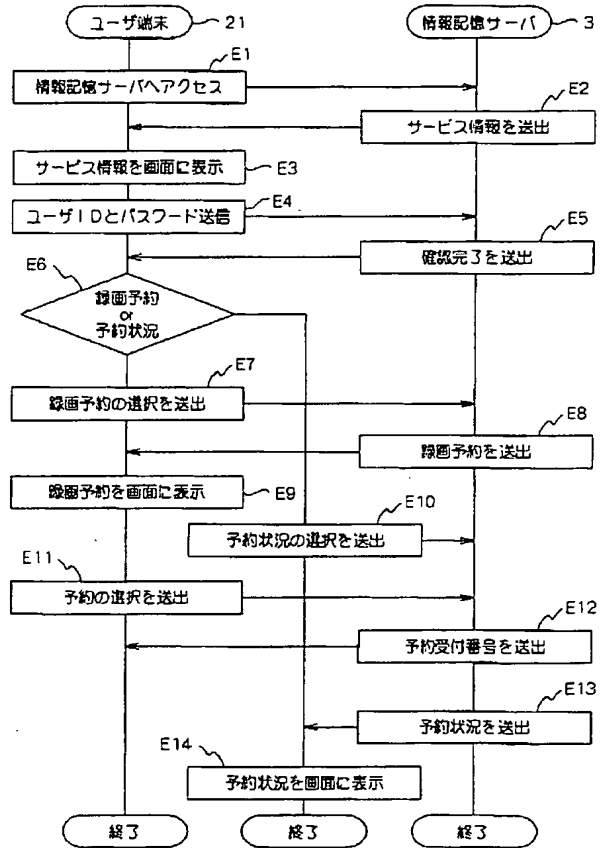 ユーザ端末
21
情報記憶サーバ
3
E1
情報記憶サーバへアクセス
E2
サービス情報を送出
サービス情報を画面に表示
E3
E4
ユーザIDとパスワード送信
E5
確認完了を送出
E6
録画予約
or
予約状況
E7
録画予約の選択を送出
E8
録画予約を送出
録画予約を画面に表示
E9
E10
予約状況の選択を送出
E11
予約の選択を送出
E12
予約受付番号を送出
E13
予約状況を送出
E14
予約状況を画面に表示
終了
終了
終了